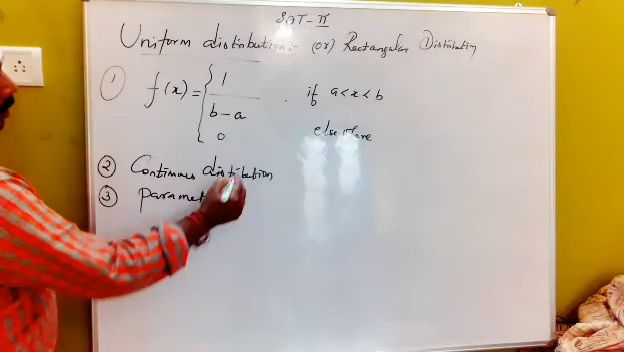 SAT-II
Uniform distribution:- (or) Rectangular Distribution
① f(x) = { 1 / b-a , if a<x<b
0 elsewhere
② Continuous distribution
③ Paramet